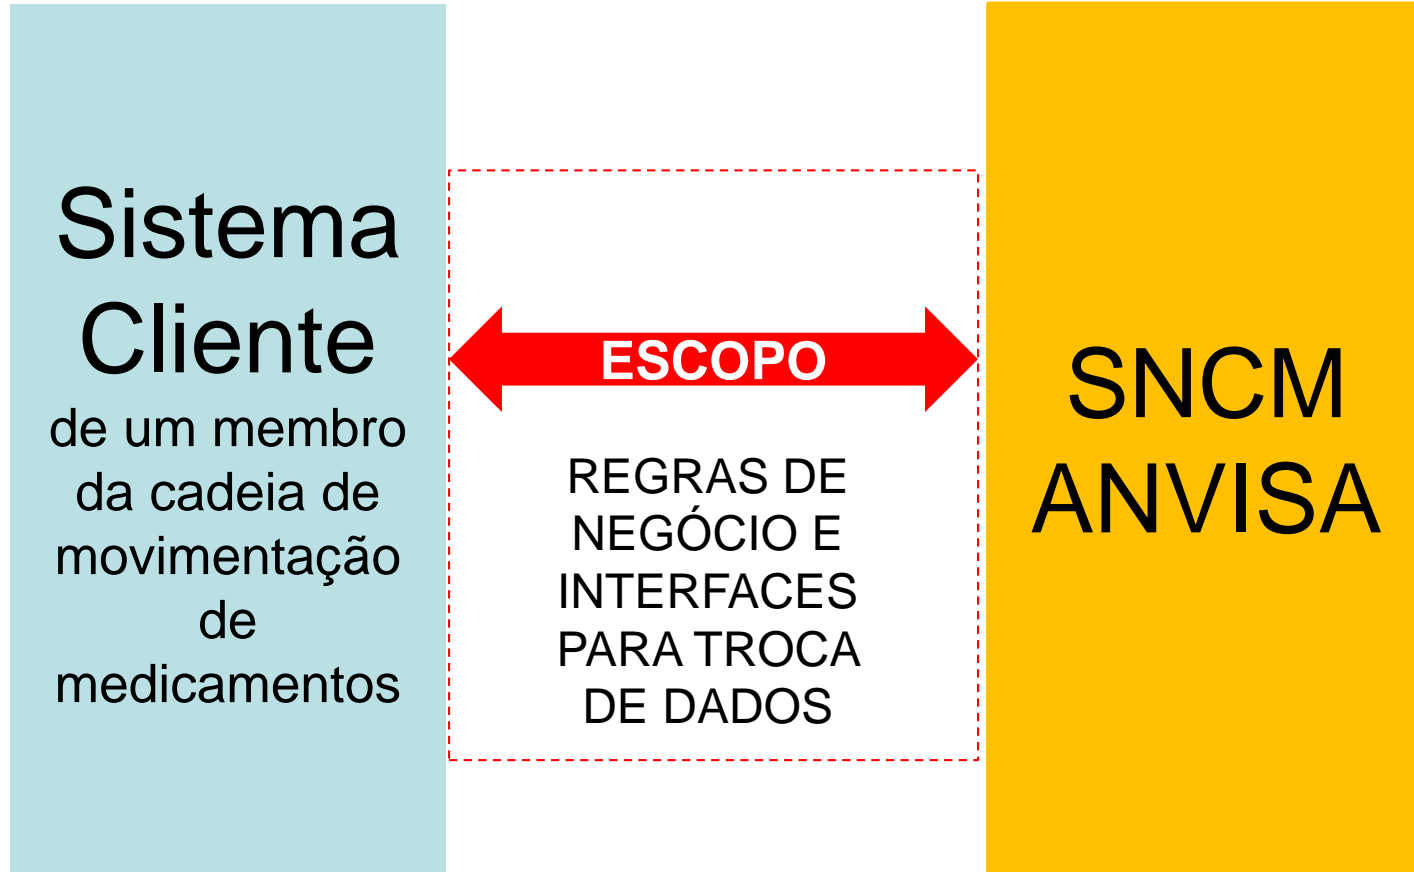 Sistema
Cliente
de um membro
da cadeia de
movimentação
de
medicamentos
ESCOPO
REGRAS DE
NEGÓCIO E
INTERFACES
PARA TROCA
DE DADOS
SNCM
ANVISA